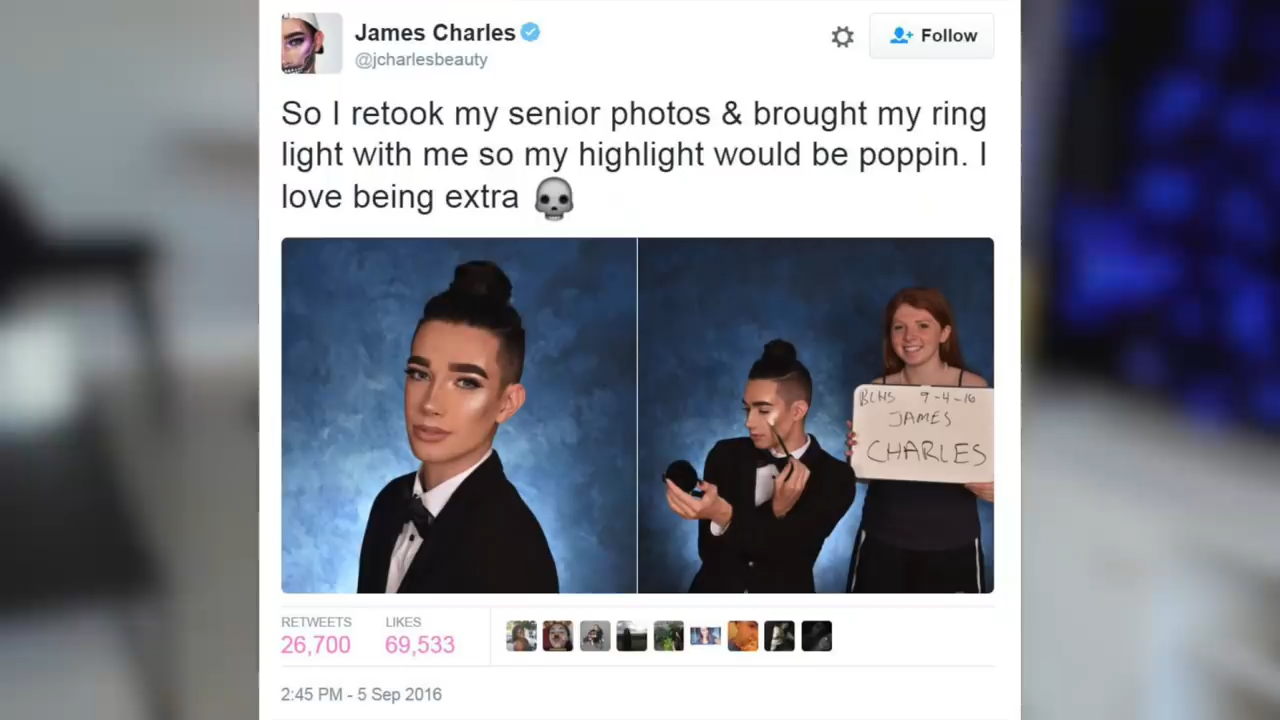 James Charles
@jcharlesbeauty
Follow
So I retook my senior photos & brought my ring
light with me so my highlight would be poppin. I
love being extra 💀
BLHS 9-4-16
JAMES
CHARLES
RETWEETS LIKES
26,700 69,533
2:45 PM - 5 Sep 2016